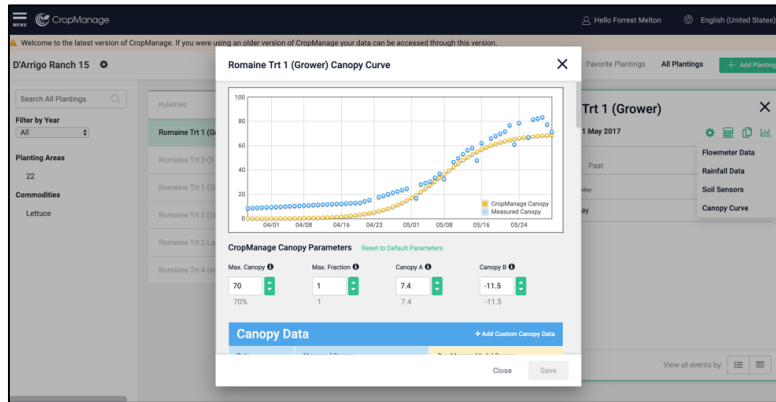 MENU
CropManage
Hello Forrest Melton
English (United States)
Welcome to the latest version of CropManage. If you were using an older version of CropManage your data can be accessed through this version.
D'Arrigo Ranch 15
Favorite Plantings
All Plantings
+ Add Planting
Search All Plantings
Filter by Year
All
Planting Areas
22
Commodities
Lettuce
PLANTING
Romaine Trt 1 (G
Romaine Trt 3 (
Romaine Trt 1 (G
Romaine Trt 2 (C
Romaine Trt 2 La
Romaine Trt 4 (
Romaine Trt 1 (Grower) Canopy Curve
100
80
60
40
20
0
04/01 04/08 04/16 04/23 05/01 05/08 05/16 05/24
CropManage Canopy
Measured Canopy
CropManage Canopy Parameters
Reset to Default Parameters
Max. Canopy
Max. Fraction
Canopy A
Canopy B
70
1
7.4
-11.5
70%
1
7.4
-11.5
Canopy Data
+ Add Custom Canopy Data
Close
Save
Trt 1 (Grower)
1 May 2017
Past
Flowmeter Data
Rainfall Data
Soil Sensors
Canopy Curve
View all events by: